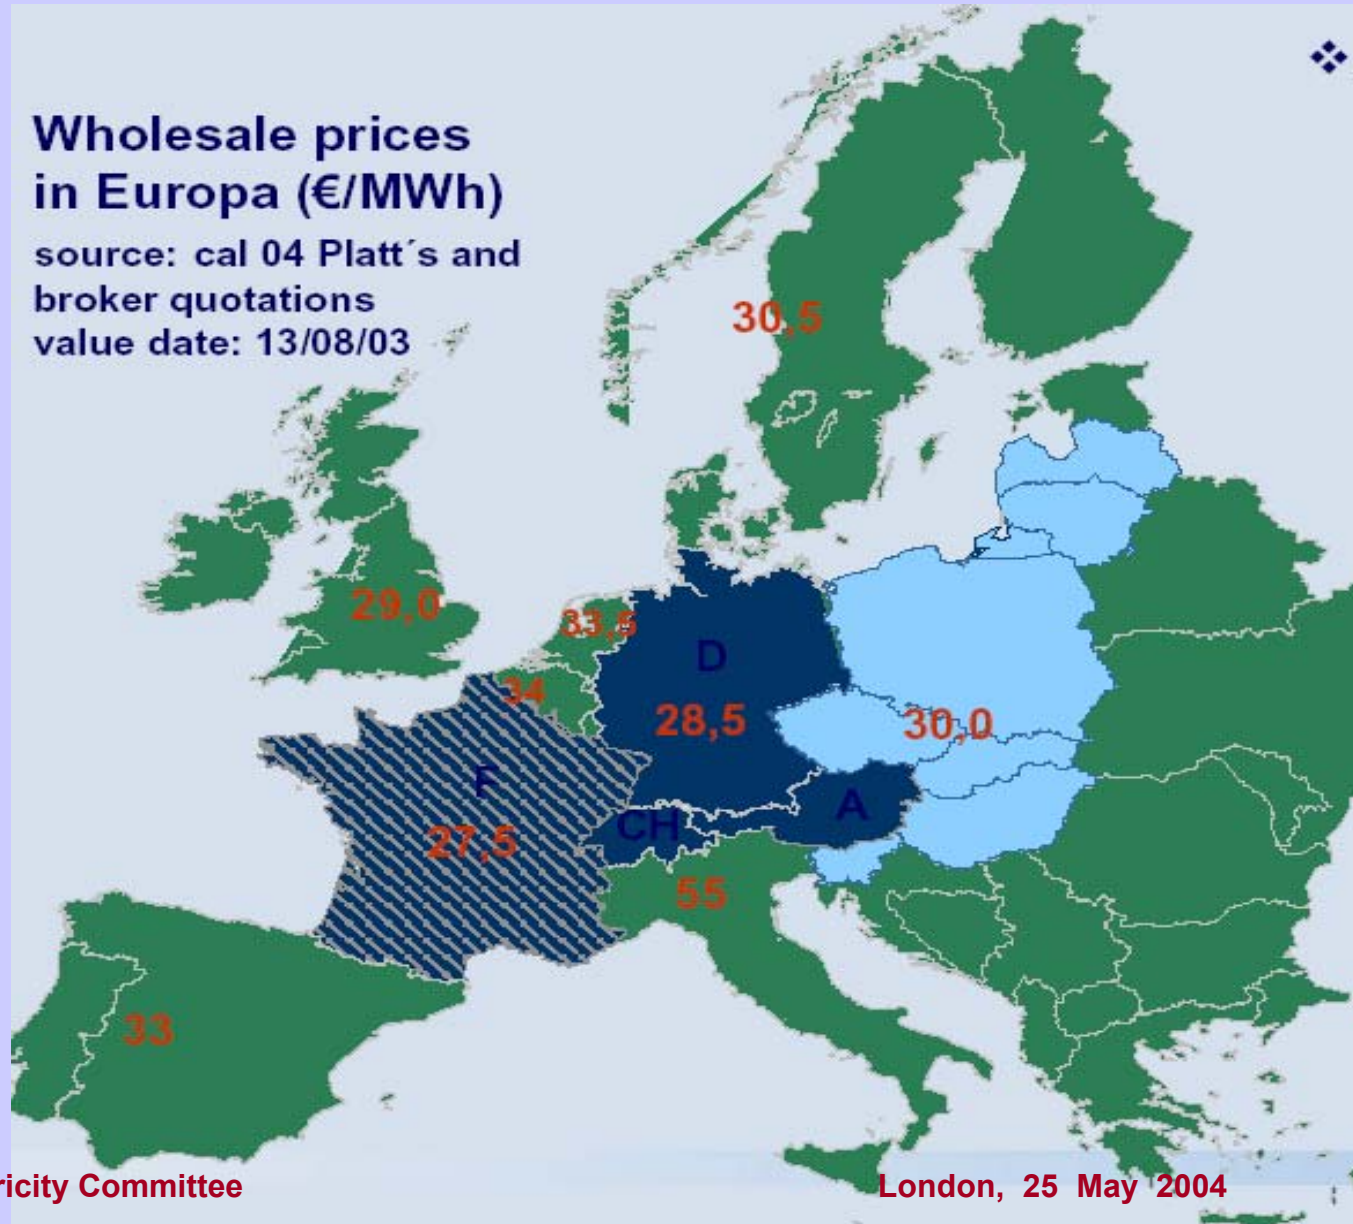 Wholesale prices
in Europa (€/MWh)
source: cal 04 Platt´s and
broker quotations
value date: 13/08/03
30,5
29,0
33,5
D
34
28,5
30,0
F
A
CH
27,5
55
33
ricity Committee
London, 25 May 2004